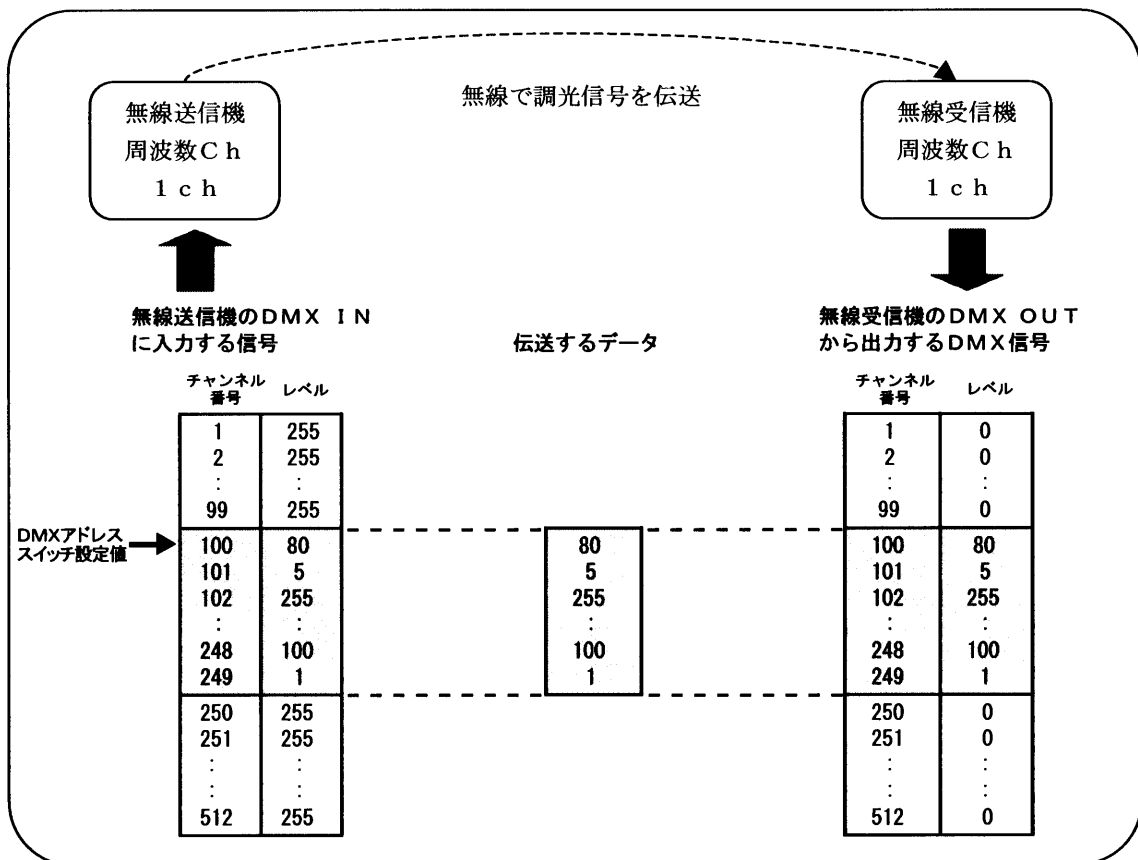 無線送信機
周波数Ch
1ch
無線で調光信号を伝送
無線受信機
周波数Ch
1ch
無線送信機のDMX IN
に入力する信号
伝送するデータ
無線受信機のDMX OUT
から出力するDMX信号
チャンネル
番号
レベル
チャンネル
番号
レベル
1 255
2 255
: :
99 255
1 0
2 0
: :
99 0
DMXアドレス
スイッチ設定値
100 80
101 5
102 255
: :
248 100
249 1
80
5
255
:
100
1
100 80
101 5
102 255
: :
248 100
249 1
250 255
251 255
: :
: :
512 255
250 0
251 0
: :
: :
512 0